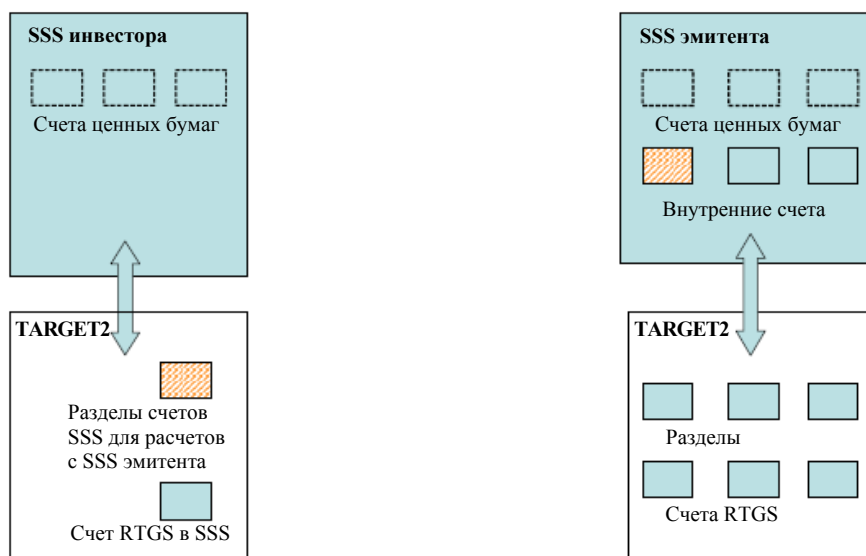 SSS инвестора
Счета ценных бумаг
TARGET2
Разделы счетов
SSS для расчетов
с SSS эмитента
Счет RTGS в SSS
SSS эмитента
Счета ценных бумаг
Внутренние счета
TARGET2
Разделы
Счета RTGS